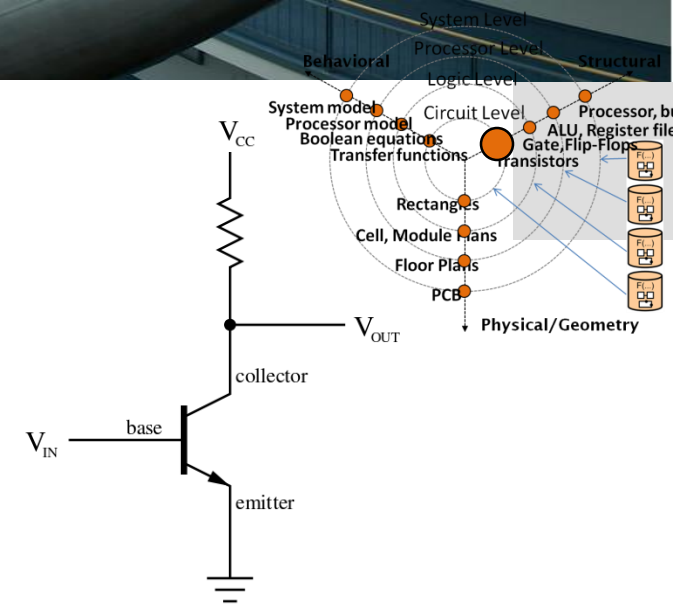 System Level
Processor Level
Behavioral
Structural
Logic Level
System model
Circuit Level
Processor, bu
Processor model
ALU, Register file
Boolean equations
Gate,Flip-Flops
Transfer functions
Transistors
F(...)
F(...)
F(...)
F(...)
Rectangles
Cell, Module Plans
Floor Plans
PCB
Physical/Geometry
VCC
VOUT
collector
base
VIN
emitter